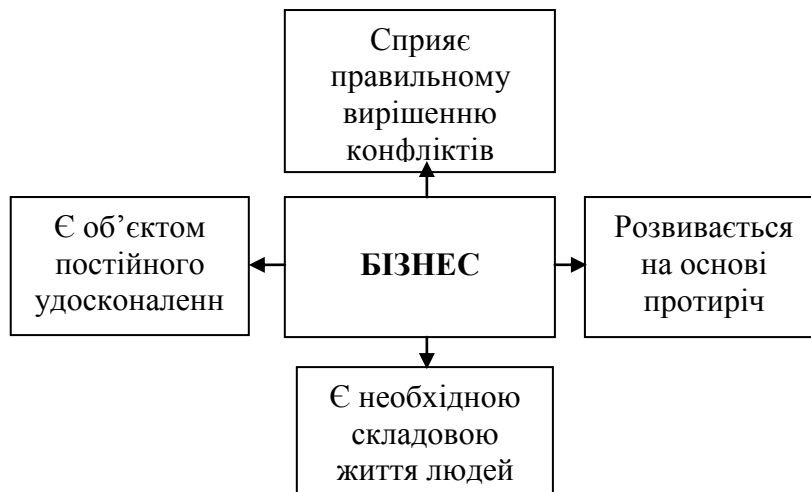 Сприяє
правильному
вирішенню
конфліктів
Є об’єктом
постійного
удосконаленн
БІЗНЕС
Розвивається
на основі
протиріч
Є необхідною
складовою
життя людей